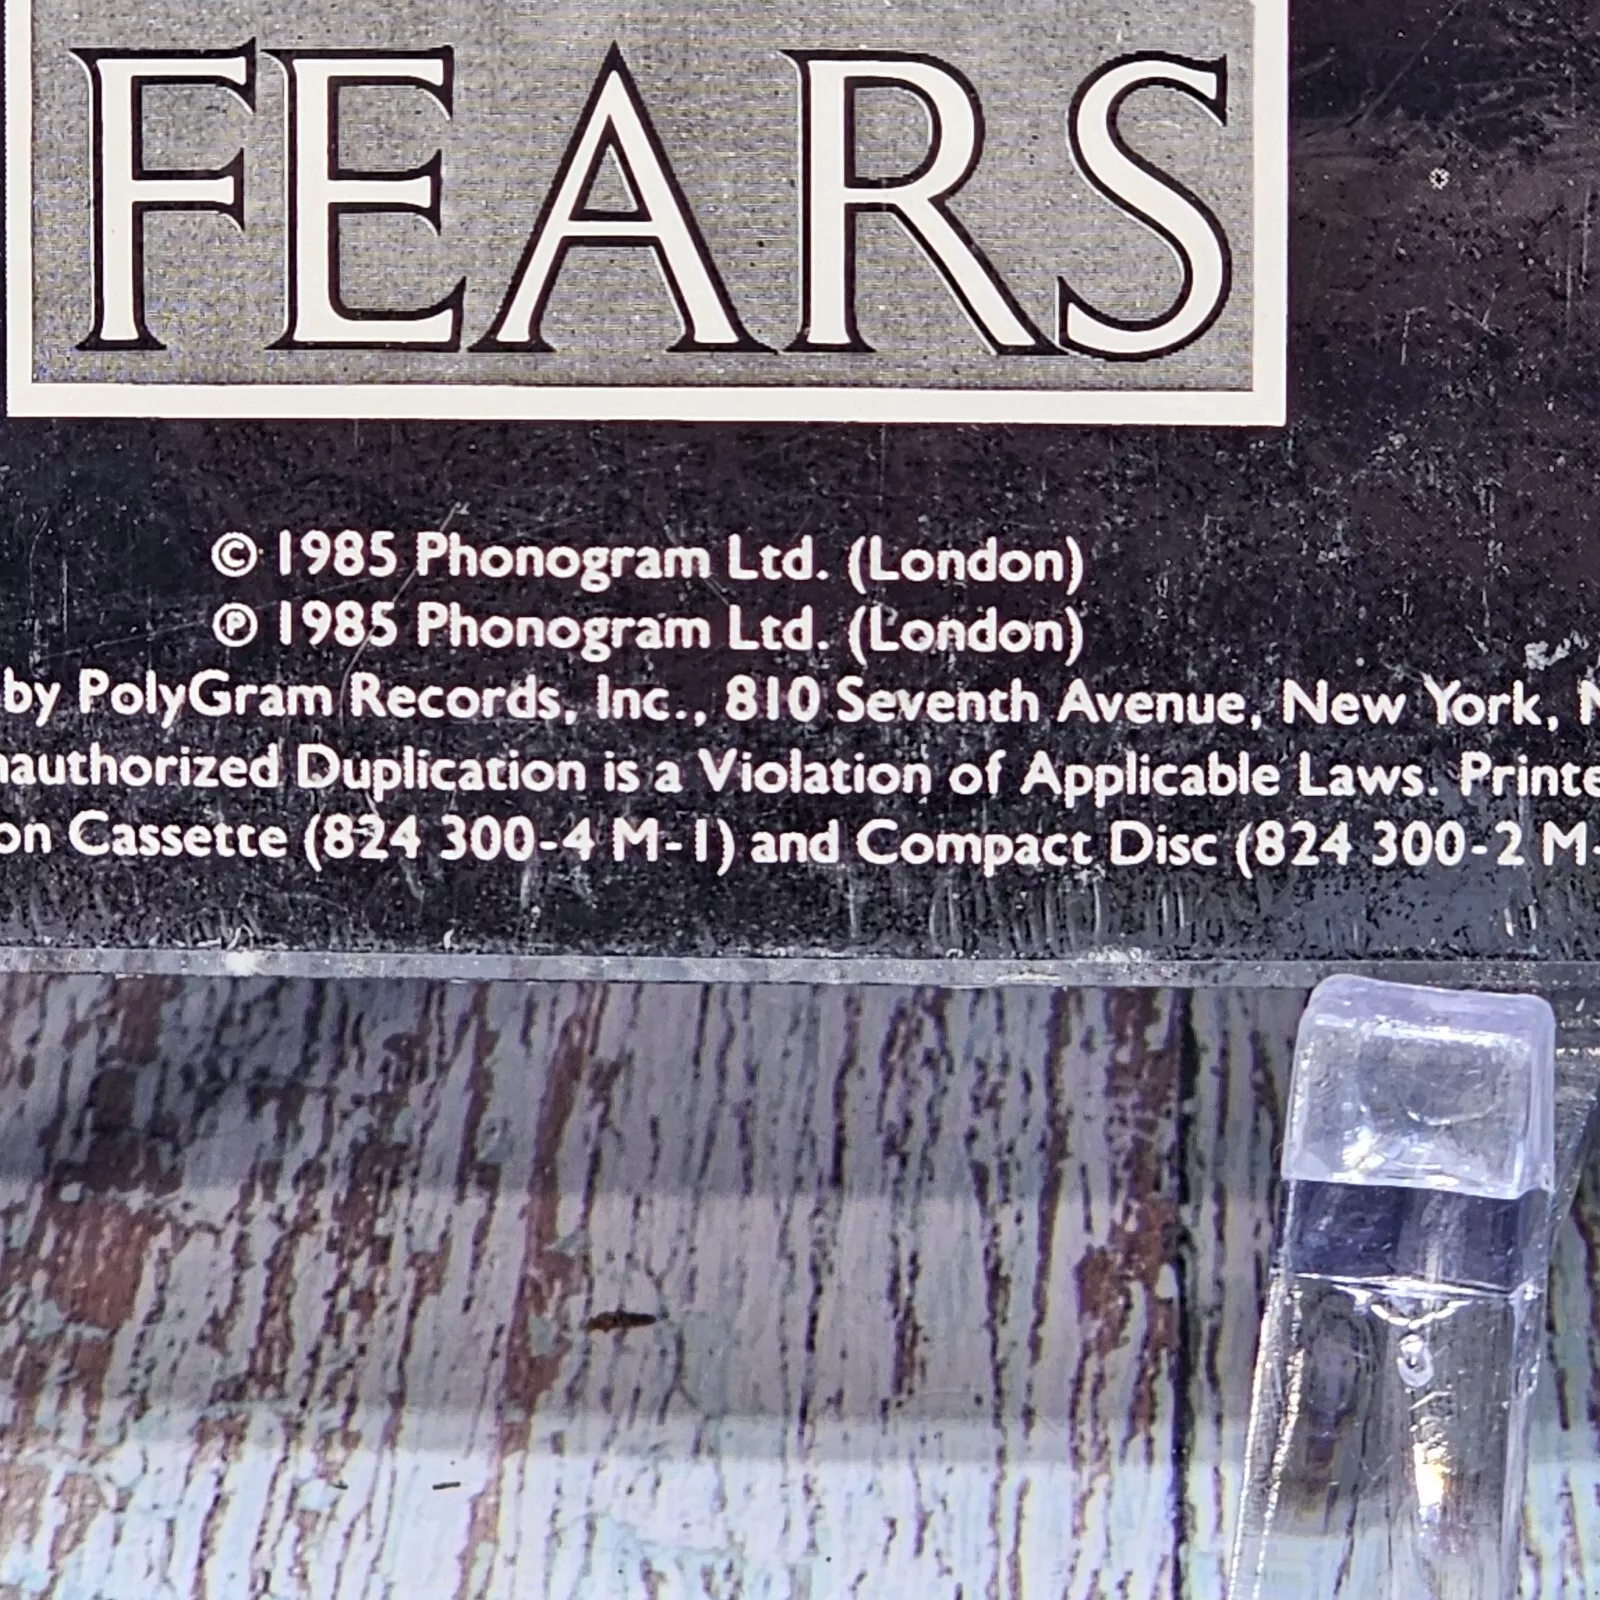 FEARS
© 1985 Phonogram Ltd. (London)
℗ 1985 Phonogram Ltd. (London)
by PolyGram Records, Inc., 810 Seventh Avenue, New York,
Duplication is a Violation of Applicable Laws.
Cassette (824 300-4 M-1) and Compact Disc (824 300-2 M-